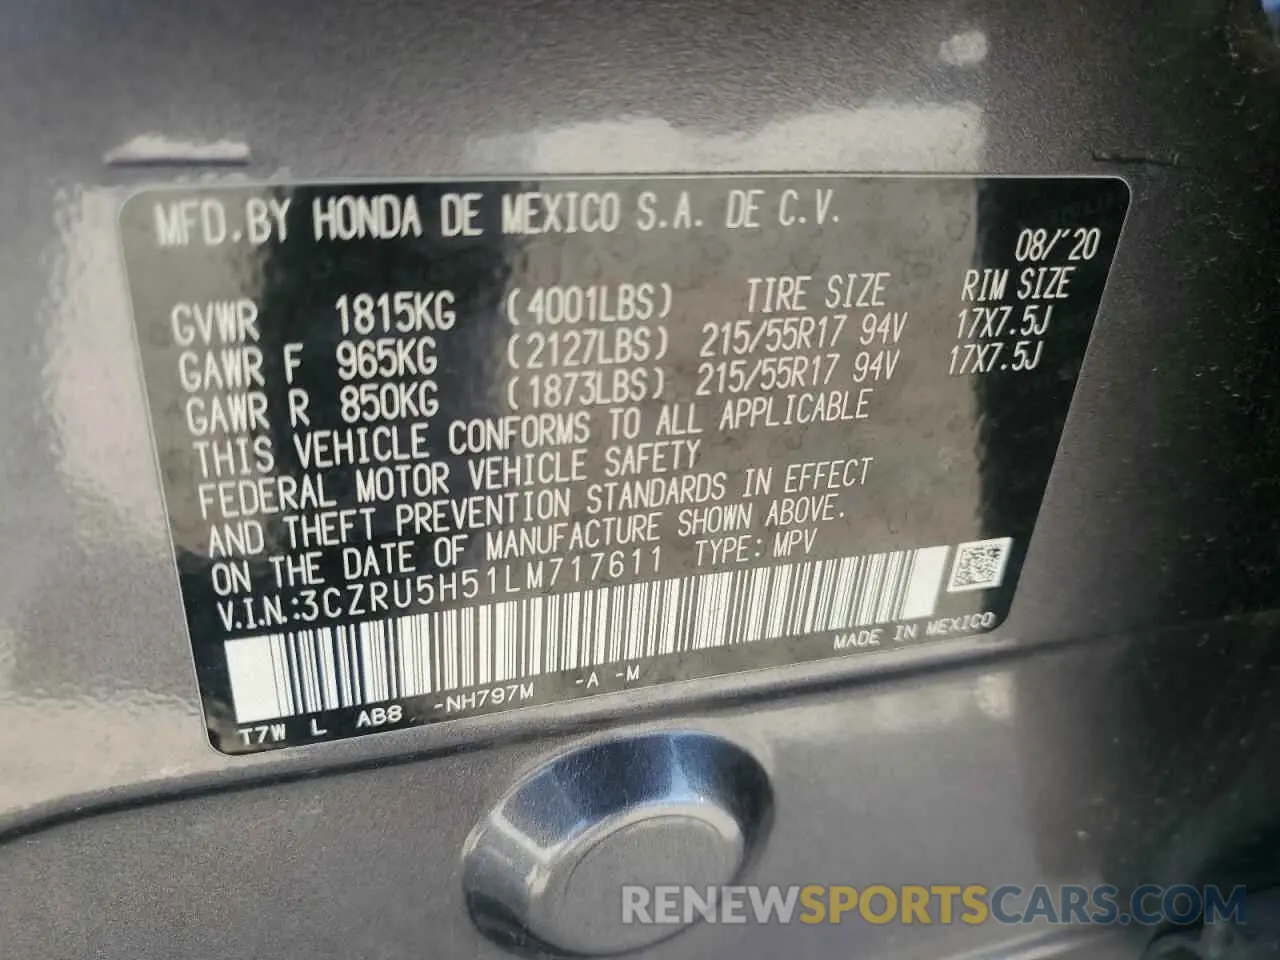 MFD.BY HONDA DE MEXICO S.A. DE C.V.
08/'20
TIRE SIZE RIM SIZE
GVWR 1815KG (4001LBS)
GAWR F 965KG (2127LBS) 215/55R17 94V 17X7.5J
GAWR R 850KG (1873LBS) 215/55R17 94V 17X7.5J
THIS VEHICLE CONFORMS TO ALL APPLICABLE
FEDERAL MOTOR VEHICLE SAFETY
AND THEFT PREVENTION STANDARDS IN EFFECT
ON THE DATE OF MANUFACTURE SHOWN ABOVE.
V.I.N.:3CZRU5H51LM717611 TYPE: MPV
MADE IN MEXICO
T7W L AB8 -NH797M -A -M
RENEWSPORTSCARS.COM